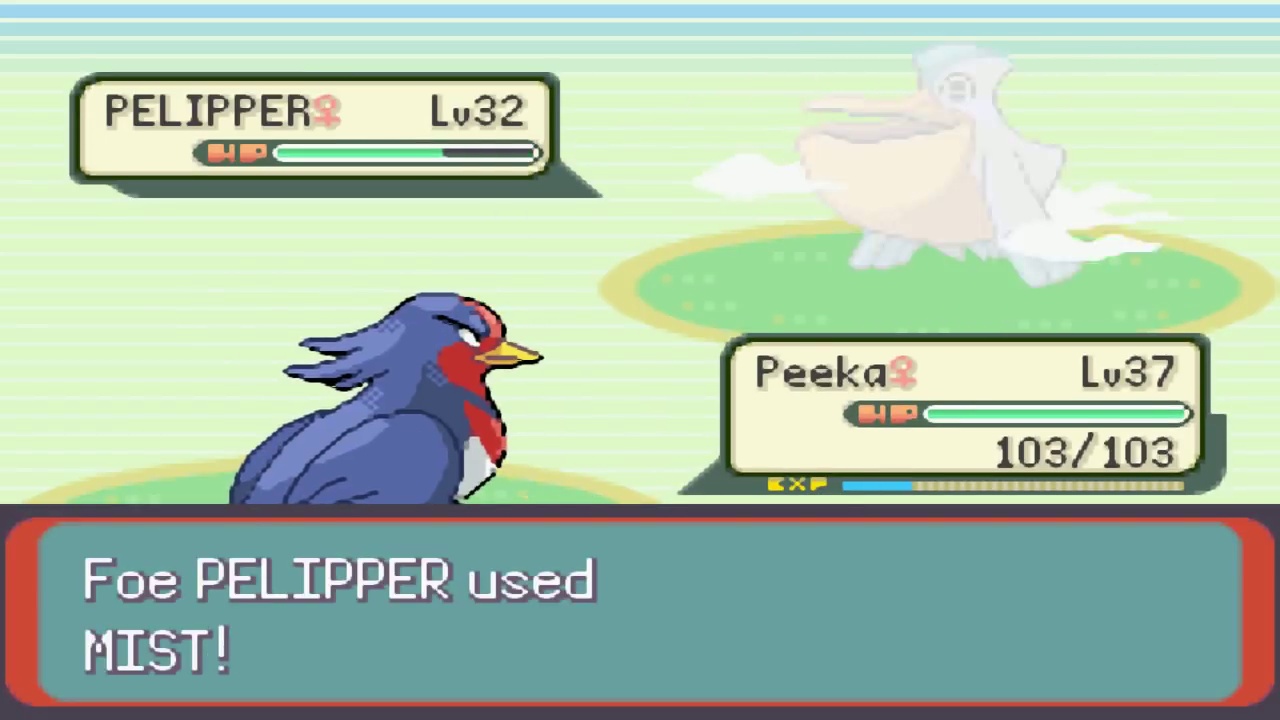 PELIPPER♀ Lv32
HP
Peeka♀ Lv37
HP
103/103
EXP
Foe PELIPPER used
MIST!